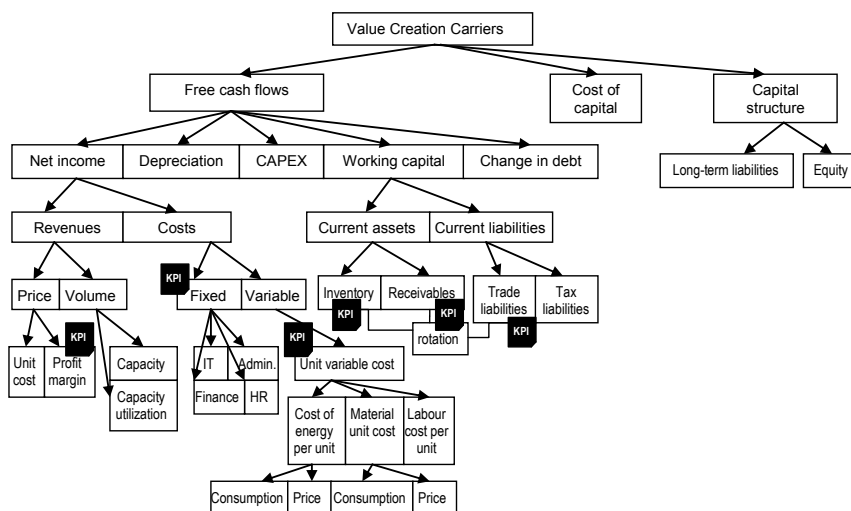 Value Creation Carriers
Free cash flows
Cost of
capital
Capital
structure
Net income
Depreciation
CAPEX
Working capital
Change in debt
Long-term liabilities
Equity
Revenues
Costs
Current assets
Current liabilities
KPI
Price
Volume
Fixed
Variable
Inventory
Receivables
Trade
liabilities
Tax
liabilities
KPI
KPI
KPI
rotation
KPI
KPI
Unit
cost
Profit
margin
Capacity
Capacity
utilization
IT
Admin.
Finance
HR
Unit variable cost
Cost of
energy
per unit
Material
unit cost
Labour
cost per
unit
Consumption
Price
Consumption
Price